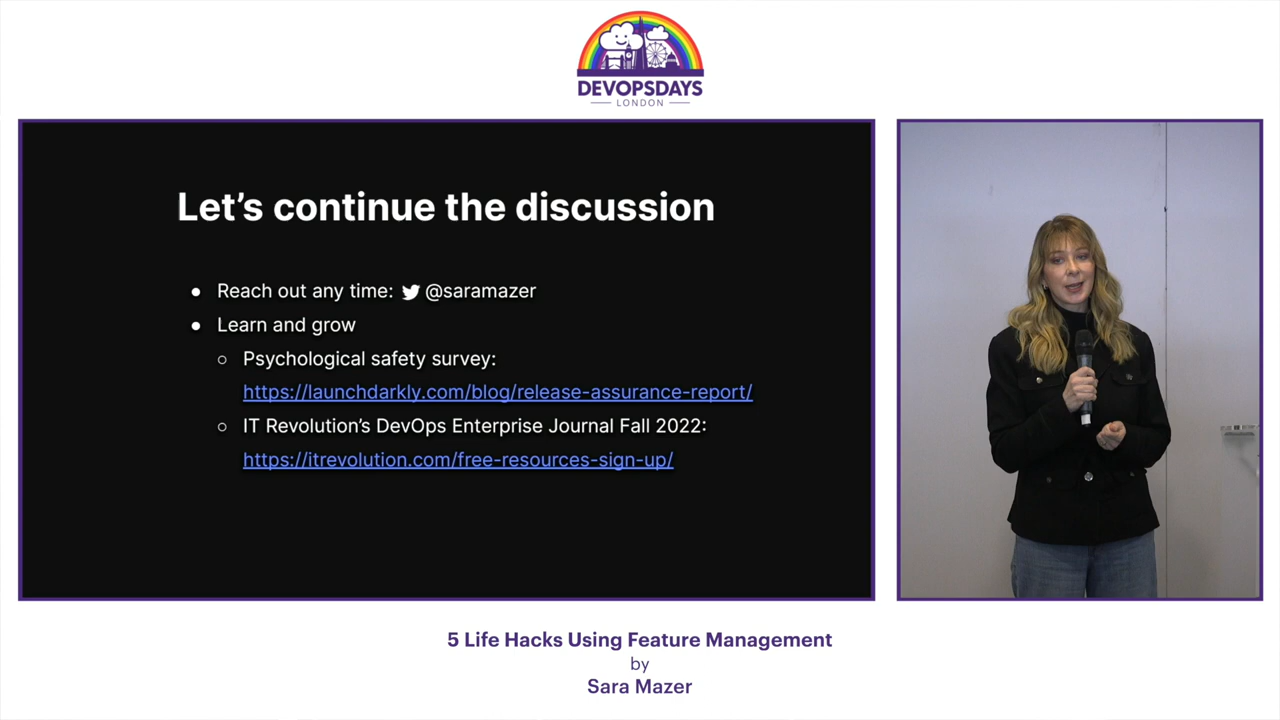 DEVOPSDAYS
LONDON
Let's continue the discussion
● Reach out any time: @saramazer
● Learn and grow
○ Psychological safety survey:
https://launchdarkly.com/blog/release-assurance-report/
○ IT Revolution's DevOps Enterprise Journal Fall 2022:
https://itrevolution.com/free-resources-sign-up/
5 Life Hacks Using Feature Management
by
Sara Mazer